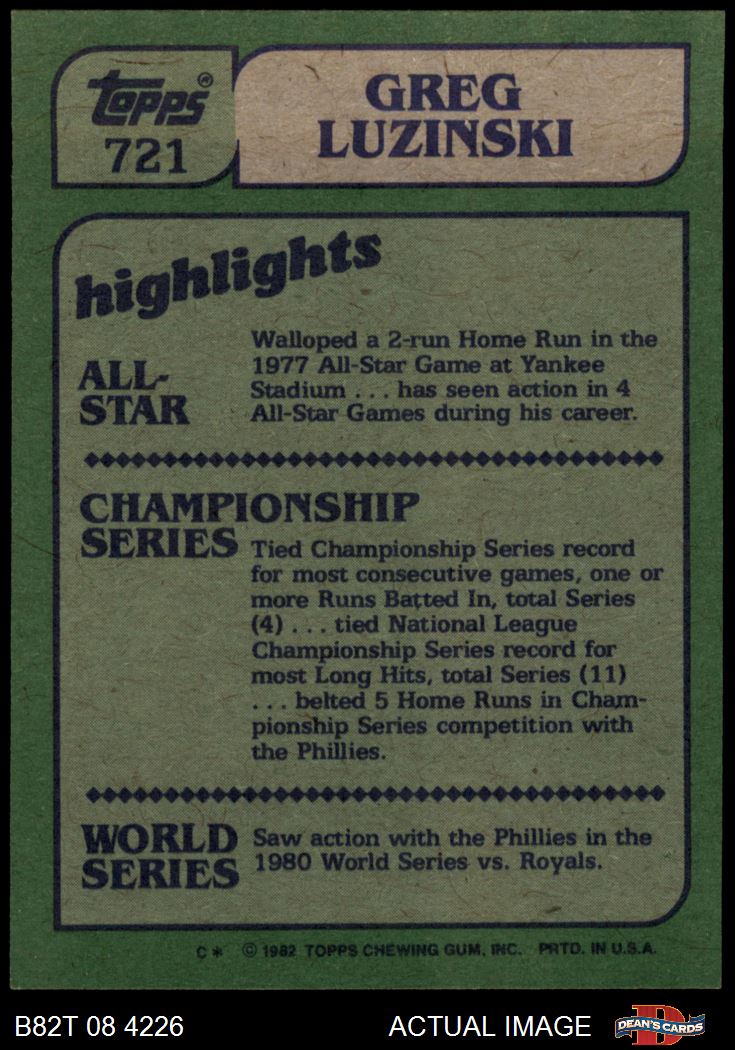 Topps®
721
GREG
LUZINSKI
highlights
ALL-
STAR
Walloped a 2-run Home Run in the
1977 All-Star Game at Yankee
Stadium . . . has seen action in 4
All-Star Games during his career.
CHAMPIONSHIP
SERIES
Tied Championship Series record
for most consecutive games, one or
more Runs Batted In, total Series
(4) . . . tied National League
Championship Series record for
most Long Hits, total Series (11)
. . . belted 5 Home Runs in Cham-
pionship Series competition with
the Phillies.
WORLD
SERIES
Saw action with the Phillies in the
1980 World Series vs. Royals.
C* © 1982 TOPPS CHEWING GUM, INC. PRTD. IN U.S.A.
B82T 08 4226
ACTUAL IMAGE
D
DEAN'S CARDS